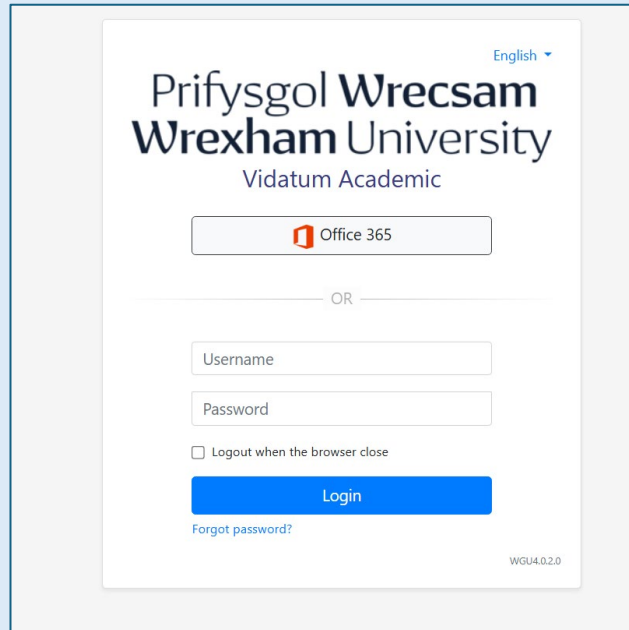 English
Prifysgol Wrecsam
Wrexham University
Vidatum Academic
Office 365
OR
Username
Password
Logout when the browser close
Login
Forgot password?
WGU4.0.2.0